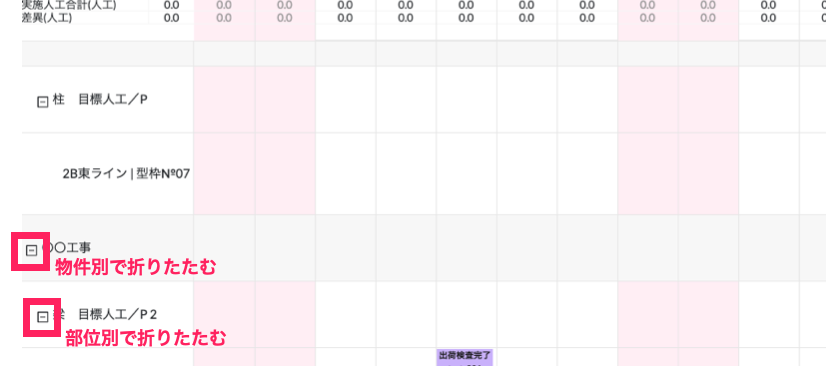 実施人工合計(人工) 0.0 0.0 0.0 0.0 0.0 0.0 0.0 0.0 0.0 0.0 0.0
差異(人工) 0.0 0.0 0.0 0.0 0.0 0.0 0.0 0.0 0.0 0.0 0.0
柱 目標人工／P
2B東ライン | 型枠№07
〇〇工事
物件別で折りたたむ
梁 目標人工／P 2
部位別で折りたたむ
出荷検査完了